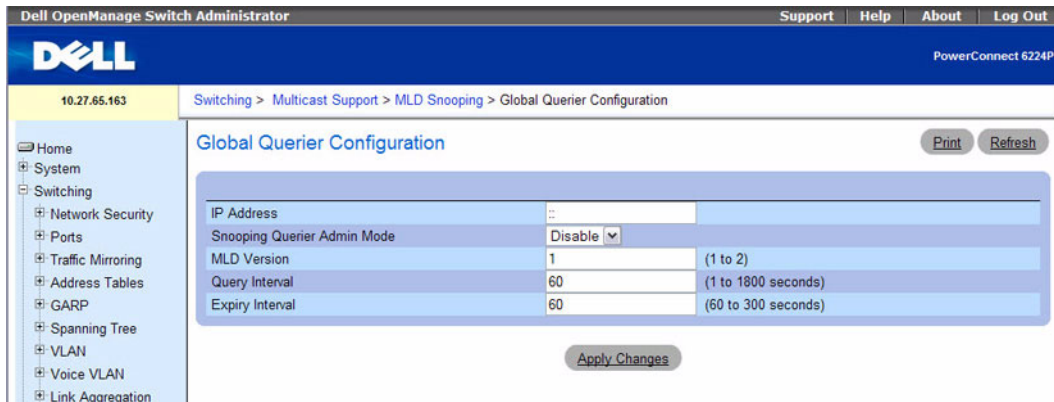 Dell OpenManage Switch Administrator Support Help About Log Out
DELL PowerConnect 6224P
10.27.65.163 Switching > Multicast Support > MLD Snooping > Global Querier Configuration
Home
System
Switching
Network Security
Ports
Traffic Mirroring
Address Tables
GARP
Spanning Tree
VLAN
Voice VLAN
Link Aggregation
Global Querier Configuration Print Refresh
IP Address ::
Snooping Querier Admin Mode Disable
MLD Version 1 (1 to 2)
Query Interval 60 (1 to 1800 seconds)
Expiry Interval 60 (60 to 300 seconds)
Apply Changes